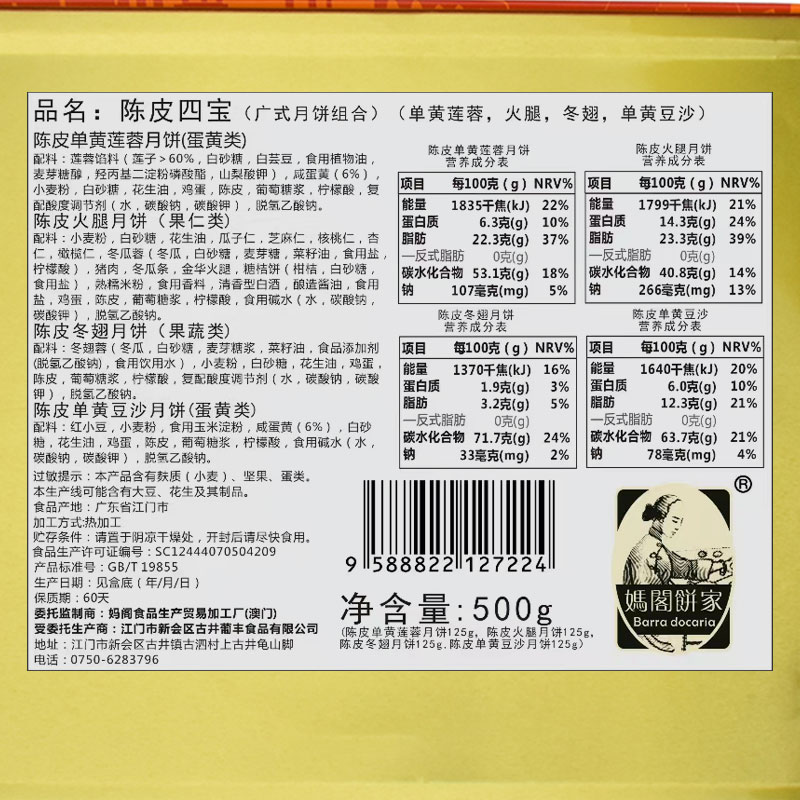 品名：陈皮四宝（广式月饼组合）（单黄莲蓉，火腿，冬翅，单黄豆沙）
陈皮单黄莲蓉月饼(蛋黄类)
配料：莲蓉馅料（莲子＞60%，白砂糖，白芸豆，食用植物油，
麦芽糖醇，羟丙基二淀粉磷酸酯，山梨酸钾），咸蛋黄（6%），
小麦粉，白砂糖，花生油，鸡蛋，陈皮，葡萄糖浆，柠檬酸，复
配酸度调节剂（水，碳酸钠，碳酸钾），脱氢乙酸钠。
陈皮火腿月饼（果仁类）
配料：小麦粉，白砂糖，花生油，瓜子仁，芝麻仁，核桃仁，杏
仁，橄榄仁，冬瓜蓉（冬瓜，白砂糖，麦芽糖，菜籽油，食用盐，
柠檬酸），猪肉，冬瓜条，金华火腿，糖桔饼（柑桔，白砂糖，
食用盐），熟糯米粉，食用香料，清香型白酒，酿造酱油，食用
盐，鸡蛋，陈皮，葡萄糖浆，柠檬酸，食用碱水（水，碳酸钠，
碳酸钾），脱氢乙酸钠。
陈皮冬翅月饼（果蔬类）
配料：冬翅蓉（冬瓜，白砂糖，麦芽糖浆，菜籽油，食品添加剂
(脱氢乙酸钠)，食用饮用水），小麦粉，白砂糖，花生油，鸡蛋，
陈皮，葡萄糖浆，柠檬酸，复配酸度调节剂（水，碳酸钠，碳酸
钾），脱氢乙酸钠。
陈皮单黄豆沙月饼(蛋黄类)
配料：红小豆，小麦粉，食用玉米淀粉，咸蛋黄（6%），白砂
糖，花生油，鸡蛋，陈皮，葡萄糖浆，柠檬酸，食用碱水（水，
碳酸钠，碳酸钾），脱氢乙酸钠。
过敏提示：本产品含有麸质（小麦）、坚果、蛋类。
本生产线可能含有大豆、花生及其制品。
食品产地：广东省江门市
加工方式:热加工
贮存条件：请置于阴凉干燥处，开封后请尽快食用。
食品生产许可证编号：SC12444070504209
产品标准号：GB/T 19855
生产日期：见盒底（年/月/日）
保质期：60天
委托监制商：妈阁食品生产贸易加工厂(澳门)
受委托生产商：江门市新会区古井葡丰食品有限公司
地址：江门市新会区古井镇古泗村上古井龟山脚
电话：0750-6283796
陈皮单黄莲蓉月饼
营养成分表
项目 每100克（g）NRV%
能量 1835千焦(kJ) 22%
蛋白质 6.3克(g) 10%
脂肪 22.3克(g) 37%
—反式脂肪 0克(g)
碳水化合物 53.1克(g) 18%
钠 107毫克(mg) 5%
陈皮火腿月饼
营养成分表
项目 每100克（g）NRV%
能量 1799千焦(kJ) 21%
蛋白质 14.3克(g) 24%
脂肪 23.3克(g) 39%
—反式脂肪 0克(g)
碳水化合物 40.8克(g) 14%
钠 266毫克(mg) 13%
陈皮冬翅月饼
营养成分表
项目 每100克（g）NRV%
能量 1370千焦(kJ) 16%
蛋白质 1.9克(g) 3%
脂肪 3.2克(g) 5%
—反式脂肪 0克(g)
碳水化合物 71.7克(g) 24%
钠 33毫克(mg) 2%
陈皮单黄豆沙
营养成分表
项目 每100克（g）NRV%
能量 1640千焦(kJ) 20%
蛋白质 6.0克(g) 10%
脂肪 12.3克(g) 21%
—反式脂肪 0克(g)
碳水化合物 63.7克(g) 21%
钠 78毫克(mg) 4%
9 588822 127224
净含量:500g
（陈皮单黄莲蓉月饼125g，陈皮火腿月饼125g，
陈皮冬翅月饼125g.陈皮单黄豆沙月饼125g）
®
媽閣餅家
Barra docaria